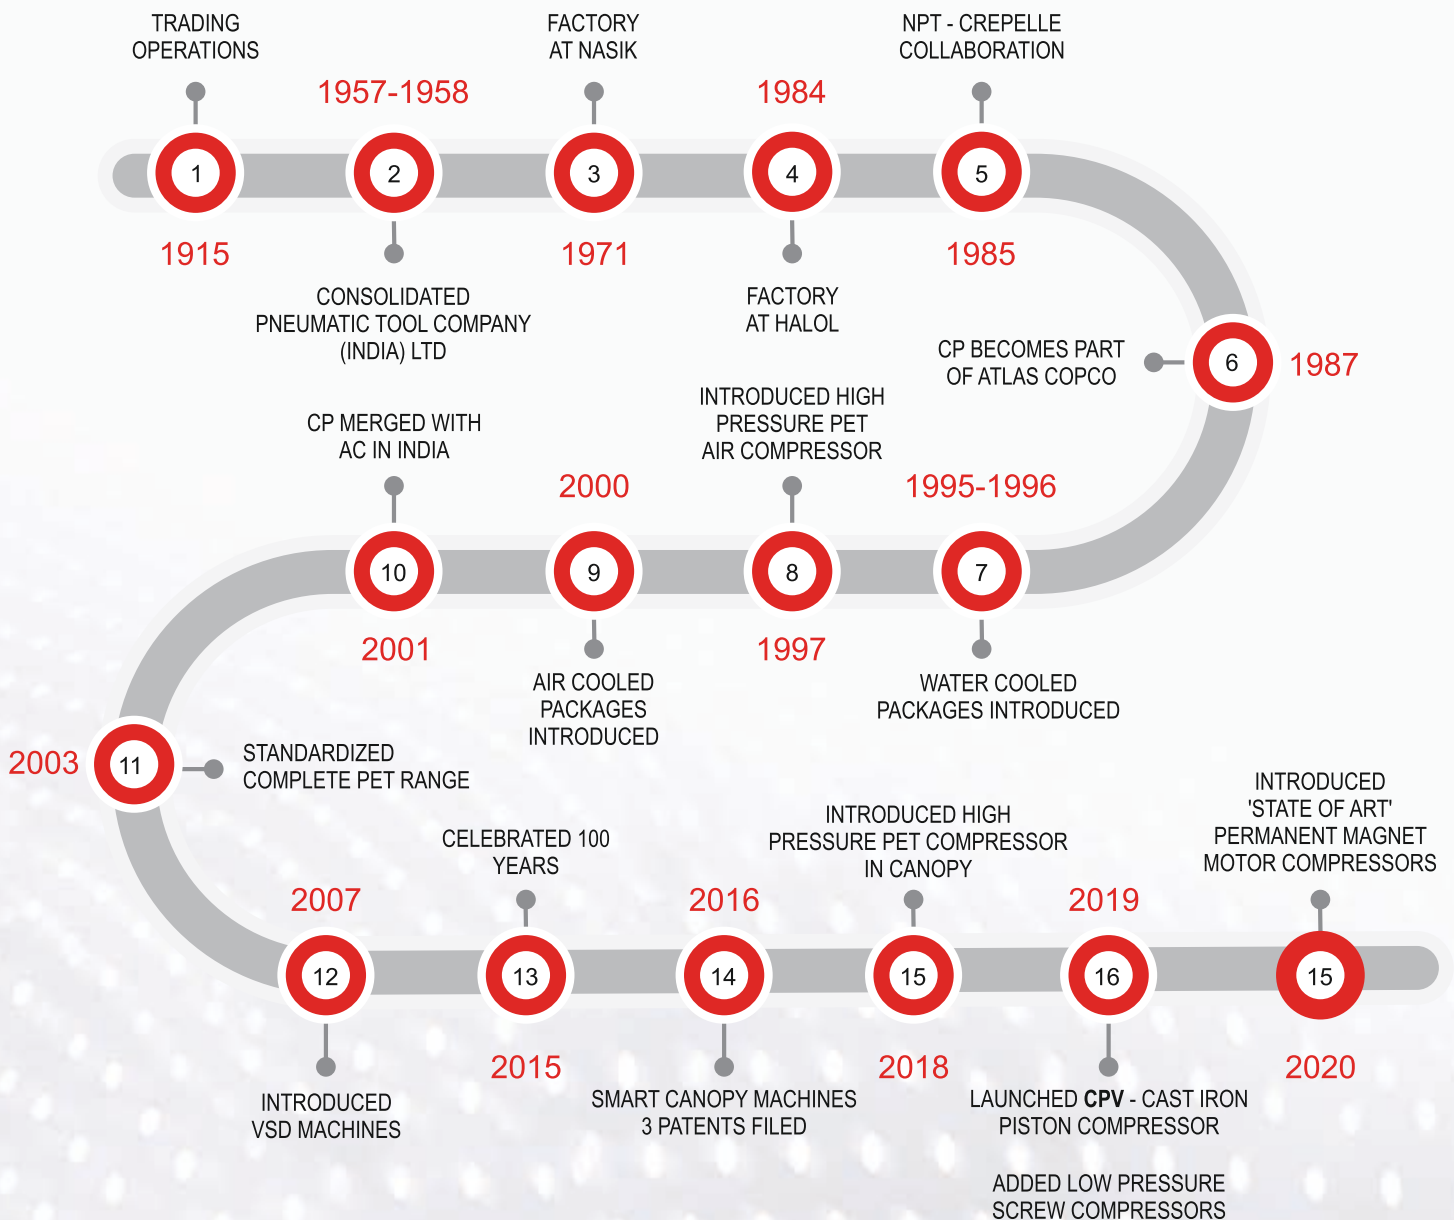 TRADING
OPERATIONS
1
1915
1957-1958
2
CONSOLIDATED
PNEUMATIC TOOL COMPANY
(INDIA) LTD
FACTORY
AT NASIK
3
1971
1984
4
FACTORY
AT HALOL
NPT - CREPELLE
COLLABORATION
5
1985
CP BECOMES PART
OF ATLAS COPCO
6
1987
1995-1996
7
WATER COOLED
PACKAGES INTRODUCED
INTRODUCED HIGH
PRESSURE PET
AIR COMPRESSOR
8
1997
2000
9
AIR COOLED
PACKAGES
INTRODUCED
CP MERGED WITH
AC IN INDIA
10
2001
2003
11
STANDARDIZED
COMPLETE PET RANGE
2007
12
INTRODUCED
VSD MACHINES
CELEBRATED 100
YEARS
13
2015
2016
14
SMART CANOPY MACHINES
3 PATENTS FILED
INTRODUCED HIGH
PRESSURE PET COMPRESSOR
IN CANOPY
15
2018
2019
16
LAUNCHED CPV - CAST IRON
PISTON COMPRESSOR
ADDED LOW PRESSURE
SCREW COMPRESSORS
INTRODUCED
'STATE OF ART'
PERMANENT MAGNET
MOTOR COMPRESSORS
15
2020